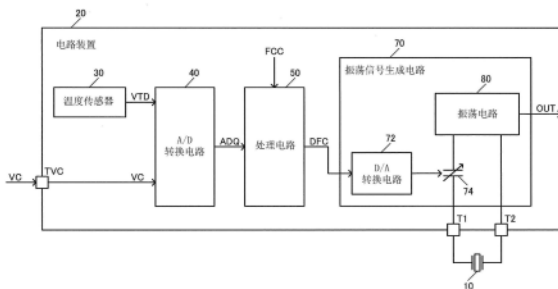 20
电路装置
30
温度传感器
VTD
40
A/D
转换电路
ADQ
FCC
50
处理电路
DFC
70
振荡信号生成电路
80
振荡电路
OUT
72
D/A
转换电路
74
VC
TVC
VC
T1
T2
10